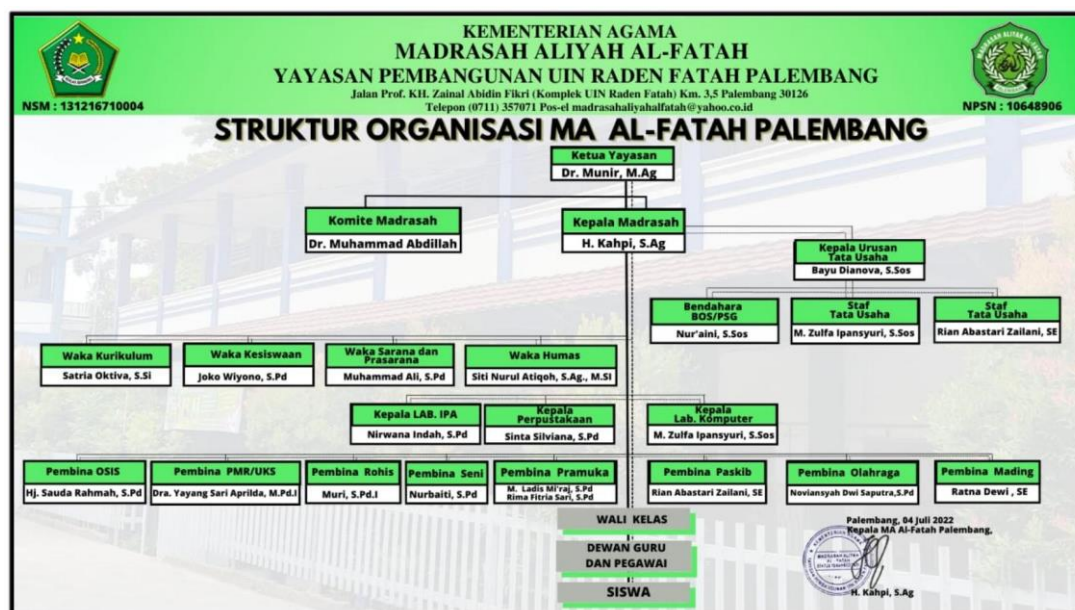 KEMENTERIAN AGAMA
MADRASAH ALIYAH AL-FATAH
YAYASAN PEMBANGUNAN UIN RADEN FATAH PALEMBANG
Jalan Prof. KH. Zainal Abidin Fikri (Komplek UIN Raden Fatah) Km. 3,5 Palembang 30126
Telepon (0711) 357071 Pos-el madrasahaliyahalfatah@yahoo.co.id
NSM : 131216710004
NPSN : 10648906
STRUKTUR ORGANISASI MA AL-FATAH PALEMBANG
Ketua Yayasan
Dr. Munir, M.Ag
Komite Madrasah
Dr. Muhammad Abdillah
Kepala Madrasah
H. Kahpi, S.Ag
Kepala Urusan
Tata Usaha
Bayu Dianova, S.Sos
Bendahara
BOS/PSG
Nur'aini, S.Sos
Staf
Tata Usaha
M. Zulfa Ipansyuri, S.Sos
Staf
Tata Usaha
Rian Abastari Zailani, SE
Waka Kurikulum
Satria Oktiva, S.Si
Waka Kesiswaan
Joko Wiyono, S.Pd
Waka Sarana dan
Prasarana
Muhammad Ali, S.Pd
Waka Humas
Siti Nurul Atiqoh, S.Ag., M.SI
Kepala LAB. IPA
Nirwana Indah, S.Pd
Kepala
Perpustakaan
Sinta Silviana, S.Pd
Kepala
Lab. Komputer
M. Zulfa Ipansyuri, S.Sos
Pembina OSIS
Hj. Sauda Rahmah, S.Pd
Pembina PMR/UKS
Dra. Yayang Sari Aprilda, M.Pd.I
Pembina Rohis
Muri, S.Pd.I
Pembina Seni
Nurbaiti, S.Pd
Pembina Pramuka
M. Ladis Mi'raj, S.Pd
Rima Fitria Sari, S.Pd
Pembina Paskib
Rian Abastari Zailani, SE
Pembina Olahraga
Noviansyah Dwi Saputra,S.Pd
Pembina Mading
Ratna Dewi , SE
WALI KELAS
DEWAN GURU
DAN PEGAWAI
SISWA
Palembang, 04 Juli 2022
Kepala MA Al-Fatah Palembang,
MADRASAH ALIYAH
AL - FATAH
H. Kahpi, S.Ag